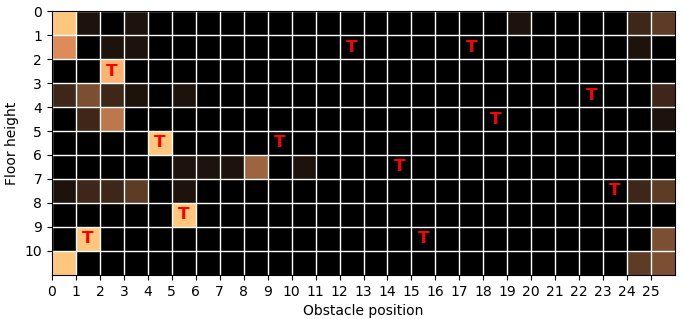 0
1 T T
2 T
3 T
4 T
5 T T
6 T
7 T
8 T
9 T T
10
0 1 2 3 4 5 6 7 8 9 10 11 12 13 14 15 16 17 18 19 20 21 22 23 24 25
Obstacle position
Floor height